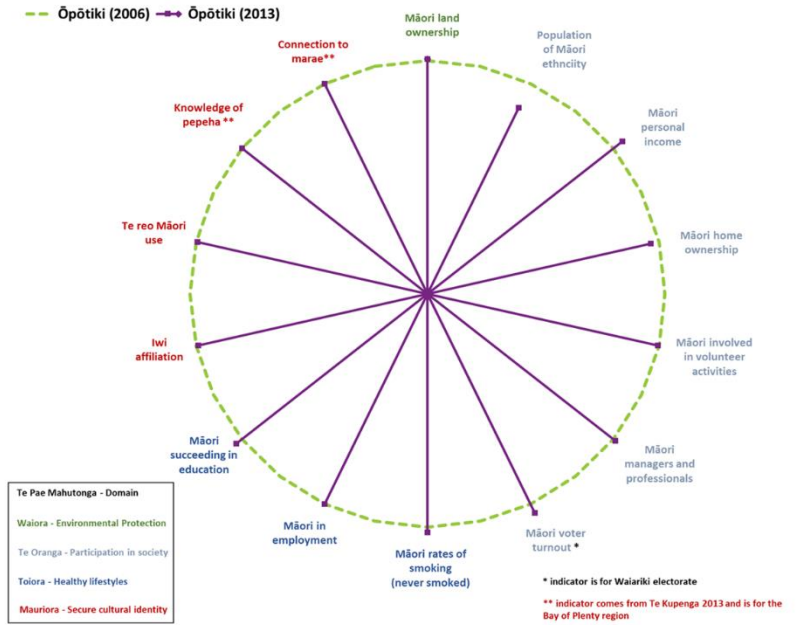 Ōpōtiki (2006) Ōpōtiki (2013)
Māori land
ownership
Population
of Māori
ethnciity
Māori
personal
income
Māori home
ownership
Māori involved
in volunteer
activities
Māori
managers and
professionals
Māori voter
turnout *
Māori rates of
smoking
(never smoked)
Māori in
employment
Māori
succeeding in
education
Iwi
affiliation
Te reo Māori
use
Knowledge of
pepeha **
Connection to
marae**
Te Pae Mahutonga - Domain
Waiora - Environmental Protection
Te Oranga - Participation in society
Toiora - Healthy lifestyles
Mauriora - Secure cultural identity
* indicator is for Waiariki electorate
** indicator comes from Te Kupenga 2013 and is for the
Bay of Plenty region